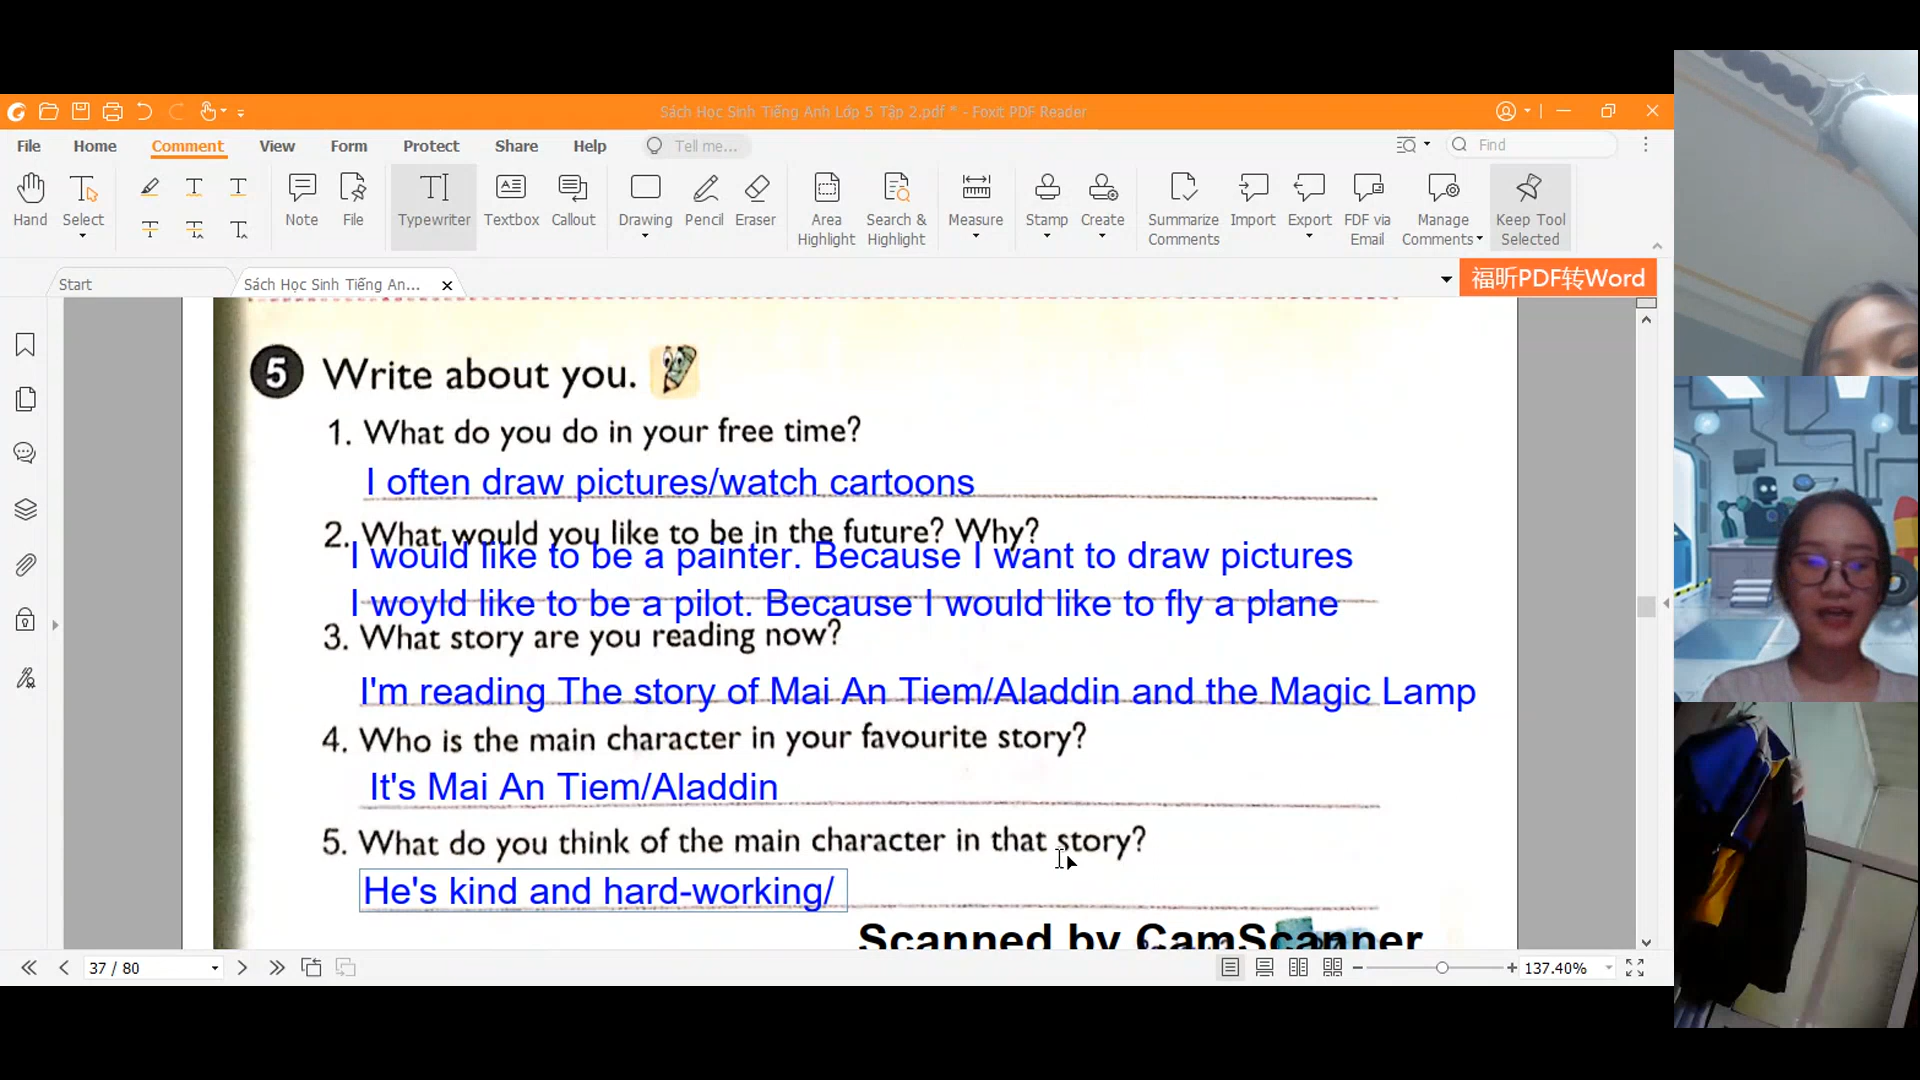 Sách Học Sinh Tiếng Anh Lớp 5 Tập 2.pdf * - Foxit PDF Reader
File Home Comment View Form Protect Share Help Tell me... Find
Hand Select Note File Typewriter Textbox Callout Drawing Pencil Eraser Area Highlight Search & Highlight Measure Stamp Create Summarize Comments Import Export FDF via Email Manage Comments Keep Tool Selected
Start Sách Học Sinh Tiếng An... 福昕PDF转Word
5 Write about you.
1. What do you do in your free time?
I often draw pictures/watch cartoons
2. What would you like to be in the future? Why?
I would like to be a painter. Because I want to draw pictures
I woyld like to be a pilot. Because I would like to fly a plane
3. What story are you reading now?
I'm reading The story of Mai An Tiem/Aladdin and the Magic Lamp
4. Who is the main character in your favourite story?
It's Mai An Tiem/Aladdin
5. What do you think of the main character in that story?
He's kind and hard-working/
Scanned by CamScanner
37 / 80 137.40%